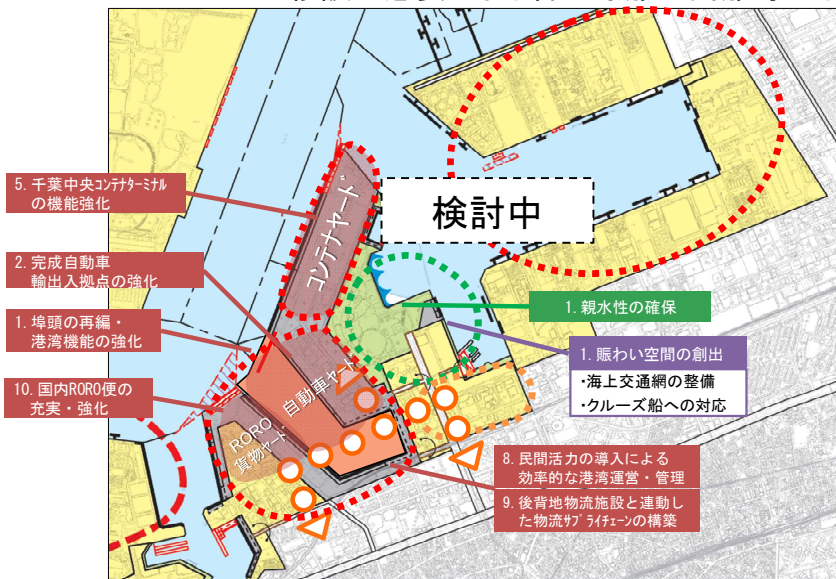 5. 千葉中央ｺﾝﾃﾅﾀｰﾐﾅﾙ
の機能強化
2. 完成自動車
輸出入拠点の強化
1. 埠頭の再編・
港湾機能の強化
10. 国内RORO便の
充実・強化
コンテナヤード
検討中
自動車ヤード
RORO
貨物ヤード
1. 親水性の確保
1. 賑わい空間の創出
・海上交通網の整備
・クルーズ船への対応
8. 民間活力の導入による
効率的な港湾運営・管理
9. 後背地物流施設と連動し
た物流ｻﾌﾟﾗｲﾁｪｰﾝの構築